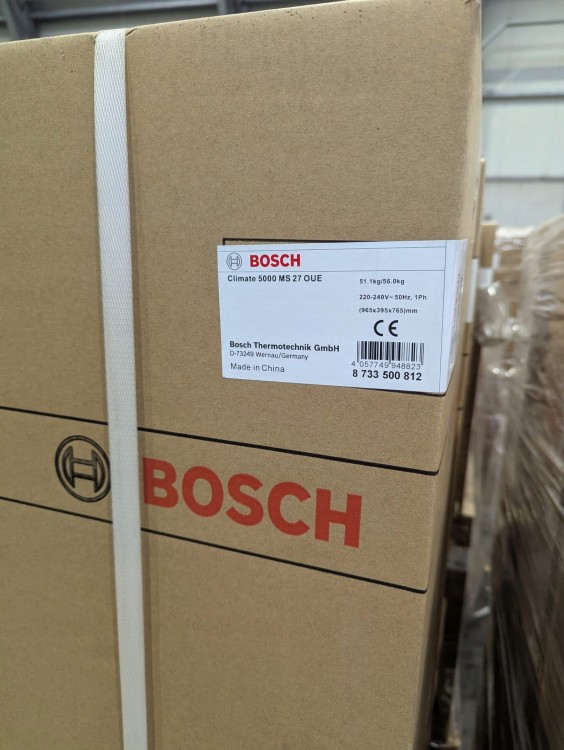 BOSCH
Climate 5000 MS 27 OUE
51.1kg/56.0kg
220-240V~ 50Hz, 1Ph
(965x395x765)mm
CE
Bosch Thermotechnik GmbH
D-73249 Wernau/Germany
Made in China
4 057749 948823
8 733 500 812
BOSCH